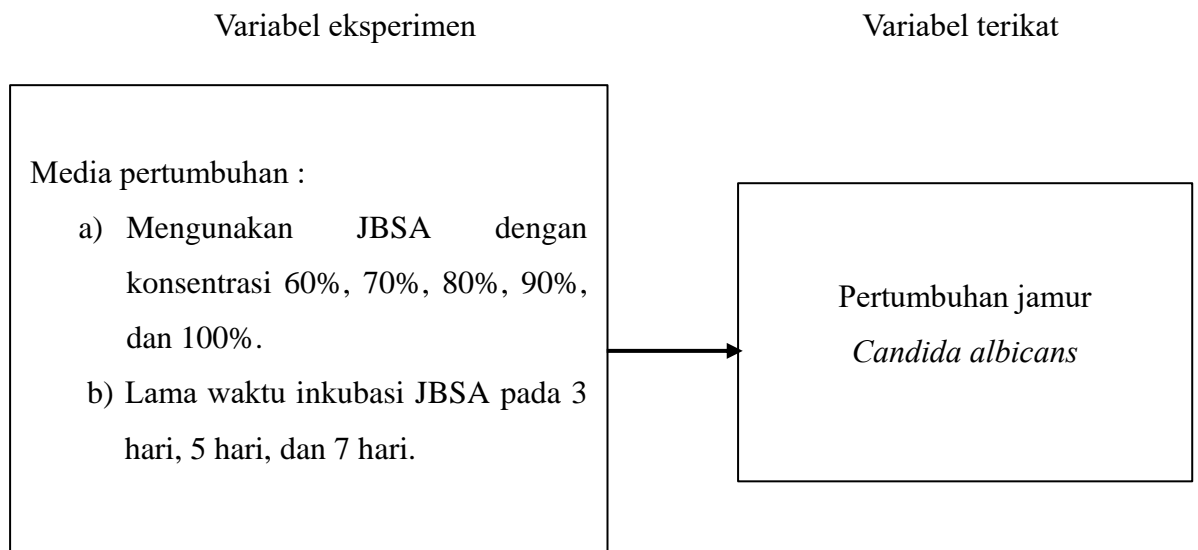 Variabel eksperimen
Variabel terikat
Media pertumbuhan :
a) Mengunakan JBSA dengan
konsentrasi 60%, 70%, 80%, 90%,
dan 100%.
b) Lama waktu inkubasi JBSA pada 3
hari, 5 hari, dan 7 hari.
Pertumbuhan jamur
Candida albicans